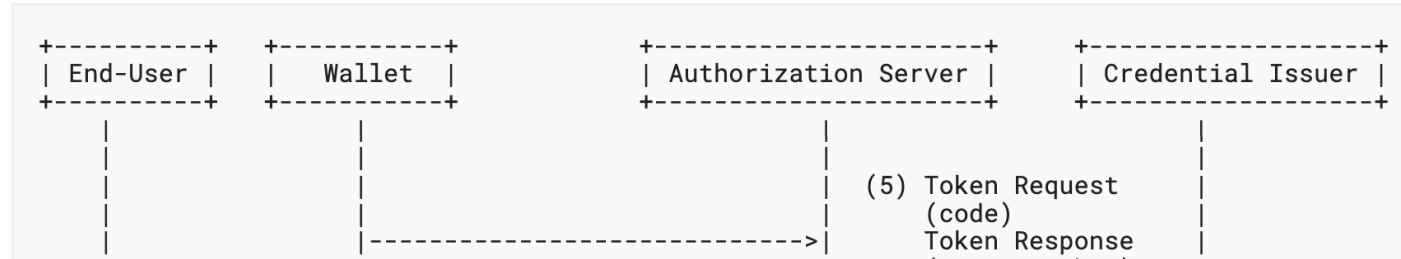 +----------+   +-----------+            +----------------------+     +-------------------+
| End-User |   |   Wallet  |            | Authorization Server |     | Credential Issuer |
+----------+   +-----------+            +----------------------+     +-------------------+
    |                |                              |                        |
    |                |                              |                        |
    |                |                              |  (5) Token Request     |
    |                |                              |      (code)            |
    |                |----------------------------->|      Token Response    |